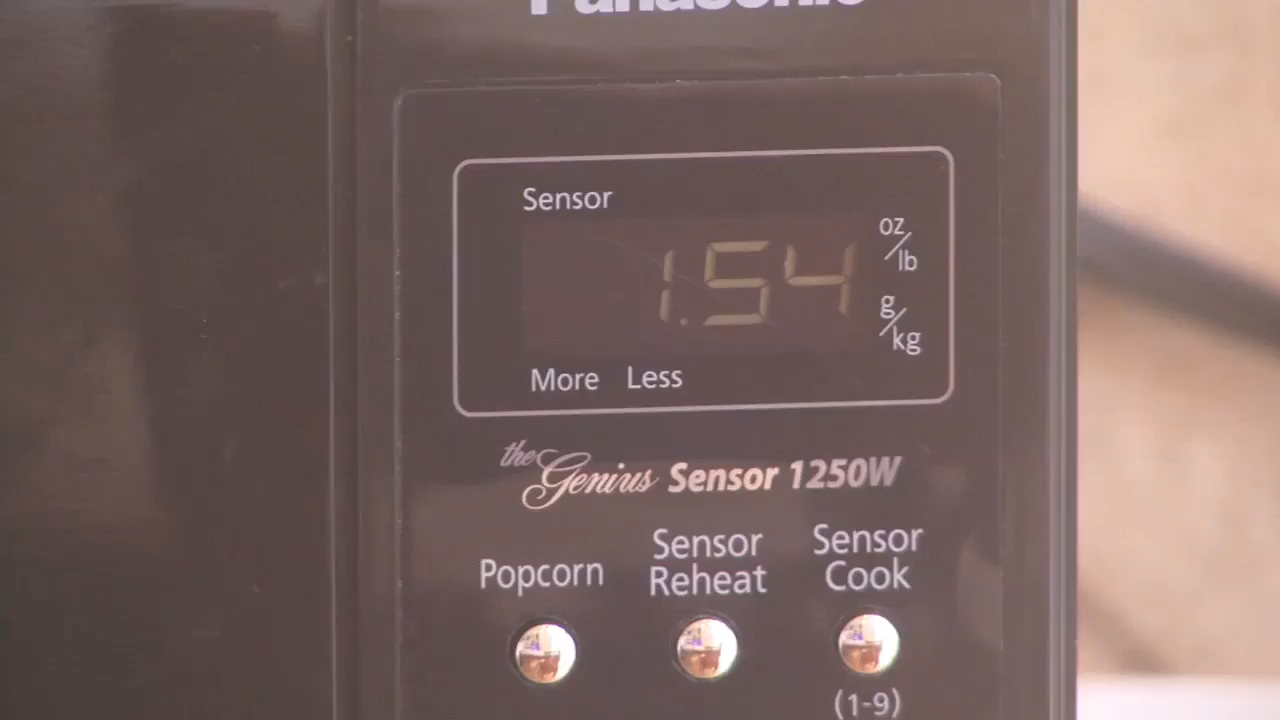 Panasonic
Sensor
oz/lb
1.54
g/kg
More Less
the Genius Sensor 1250W
Popcorn
Sensor Reheat
Sensor Cook
(1-9)